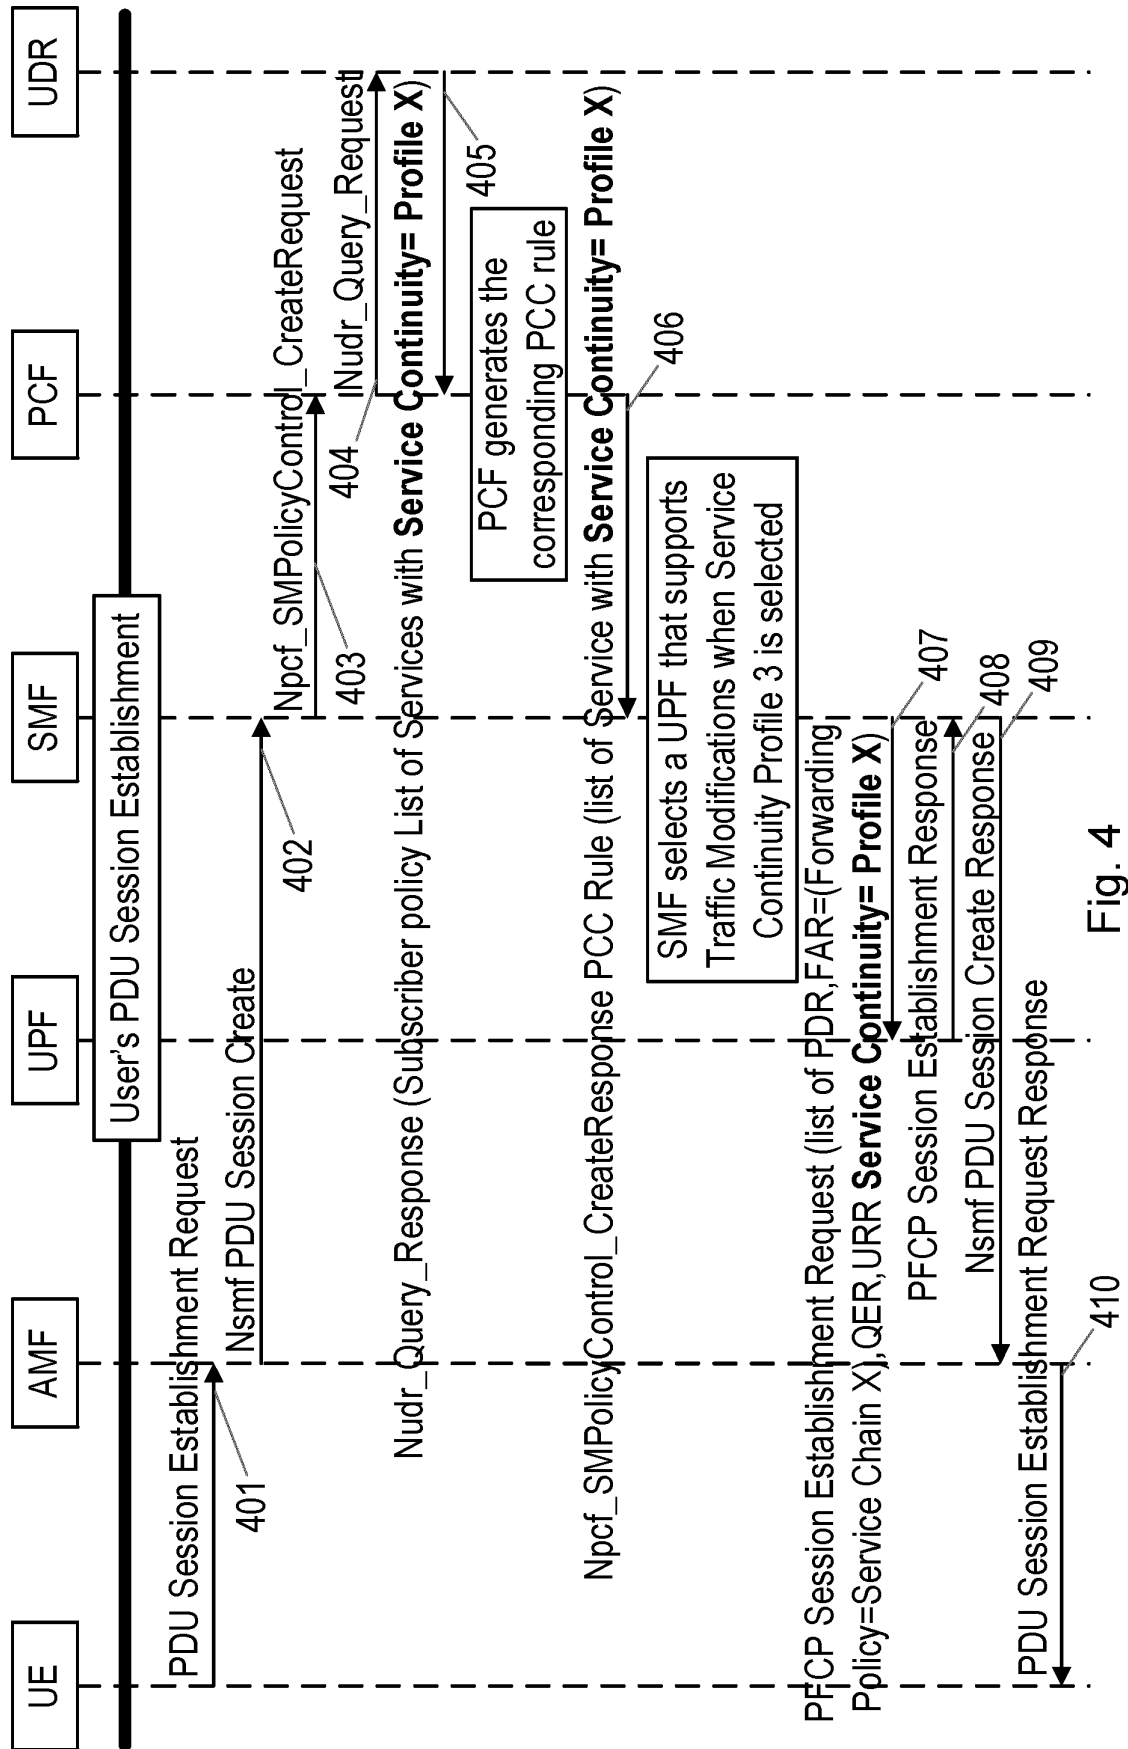 UE
AMF
UPF
SMF
PCF
UDR
User's PDU Session Establishment
PDU Session Establishment Request
401
Nsmf PDU Session Create
402
Npcf_SMPolicyControl_CreateRequest
403
Nudr_Query_Request
404
Nudr_Query_Response (Subscriber policy List of Services with Service Continuity= Profile X)
405
PCF generates the
corresponding PCC rule
Npcf_SMPolicyControl_CreateResponse PCC Rule (list of Service with Service Continuity= Profile X)
406
SMF selects a UPF that supports
Traffic Modifications when Service
Continuity Profile 3 is selected
PFCP Session Establishment Request (list of PDR,FAR=(Forwarding
Policy=Service Chain X),QER,URR Service Continuity= Profile X)
407
PFCP Session Establishment Response
408
Nsmf PDU Session Create Response
409
PDU Session Establishment Request Response
410
Fig. 4